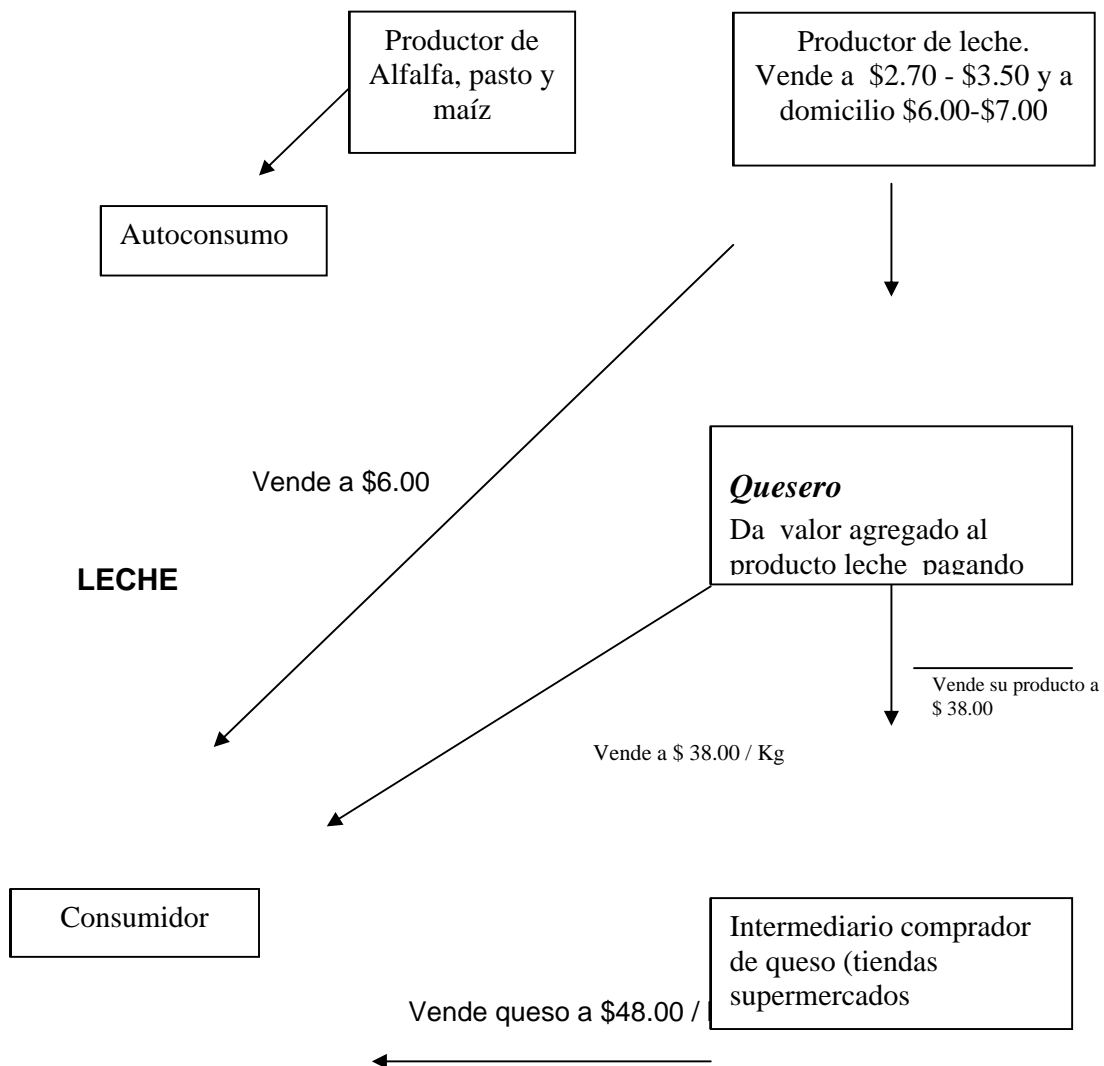 Productor de
Alfalfa, pasto y
maíz
Productor de leche.
Vende a $2.70 - $3.50 y a
domicilio $6.00-$7.00
Autoconsumo
Vende a $6.00
Quesero
Da valor agregado al
producto leche pagando
LECHE
Vende su producto a
$ 38.00
Vende a $ 38.00 / Kg
Consumidor
Intermediario comprador
de queso (tiendas
supermercados
Vende queso a $48.00 /